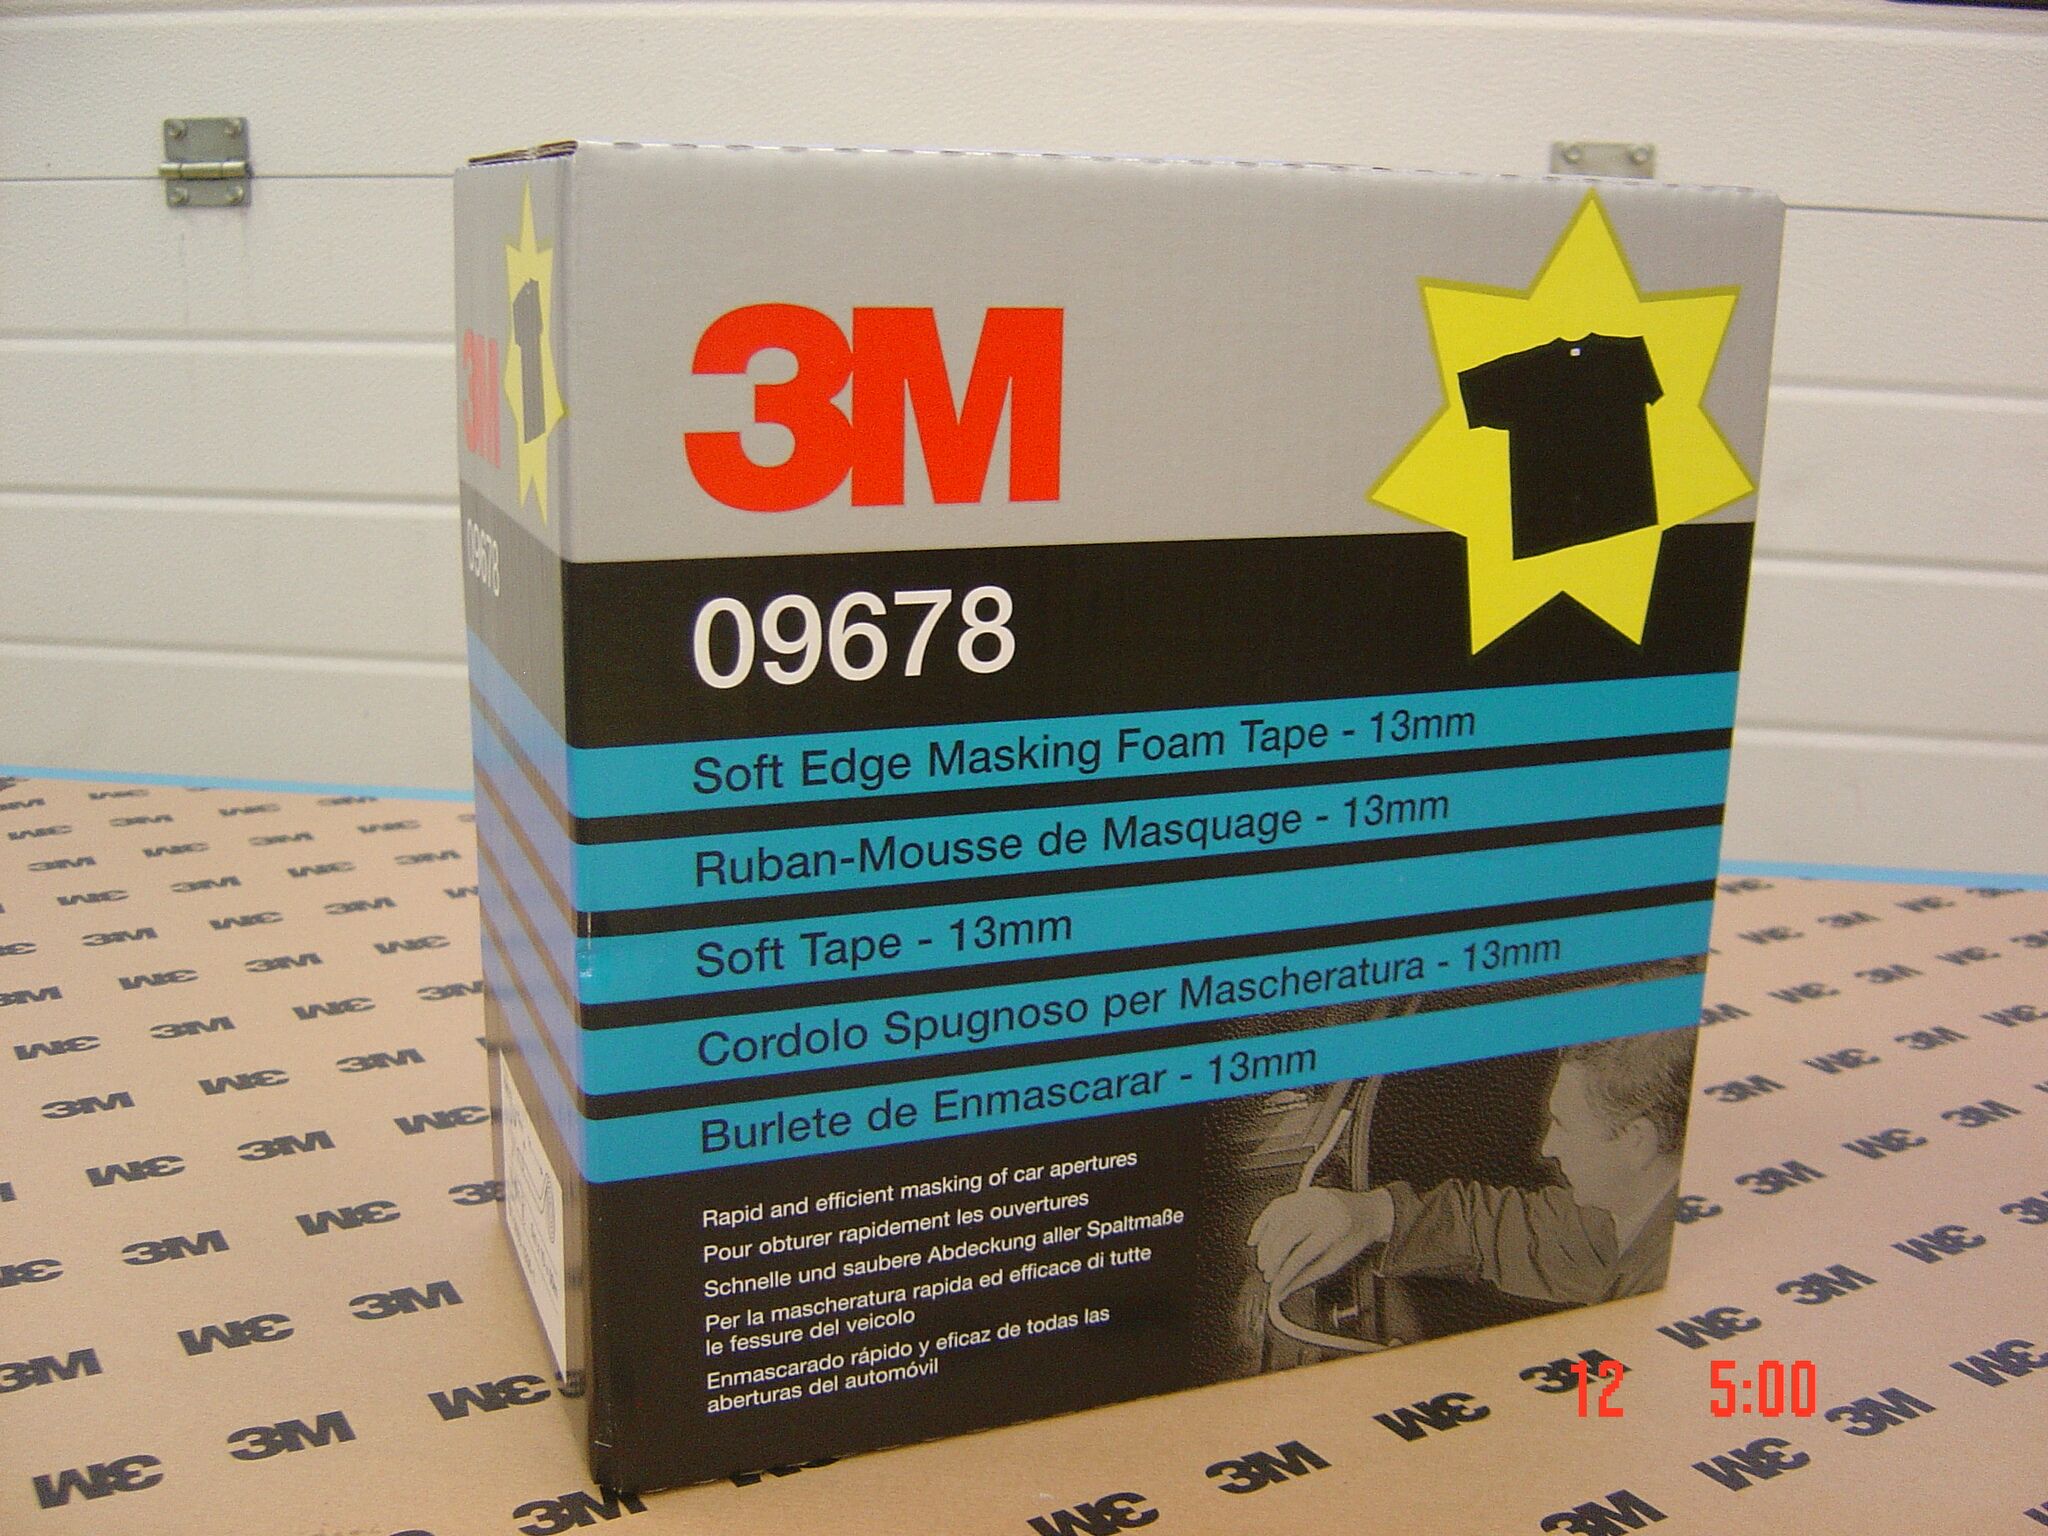 3M
09678
Soft Edge Masking Foam Tape - 13mm
Ruban-Mousse de Masquage - 13mm
Soft Tape - 13mm
Cordolo Spugnoso per Mascheratura - 13mm
Burlete de Enmascarar - 13mm
Rapid and efficient masking of car apertures
Pour obturer rapidement les ouvertures
Schnelle und saubere Abdeckung aller Spaltmaße
Per la mascheratura rapida ed efficace di tutte
le fessure del veicolo
Enmascarado rápido y eficaz de todas las
aberturas del automóvil
3M
09678
12 5:00